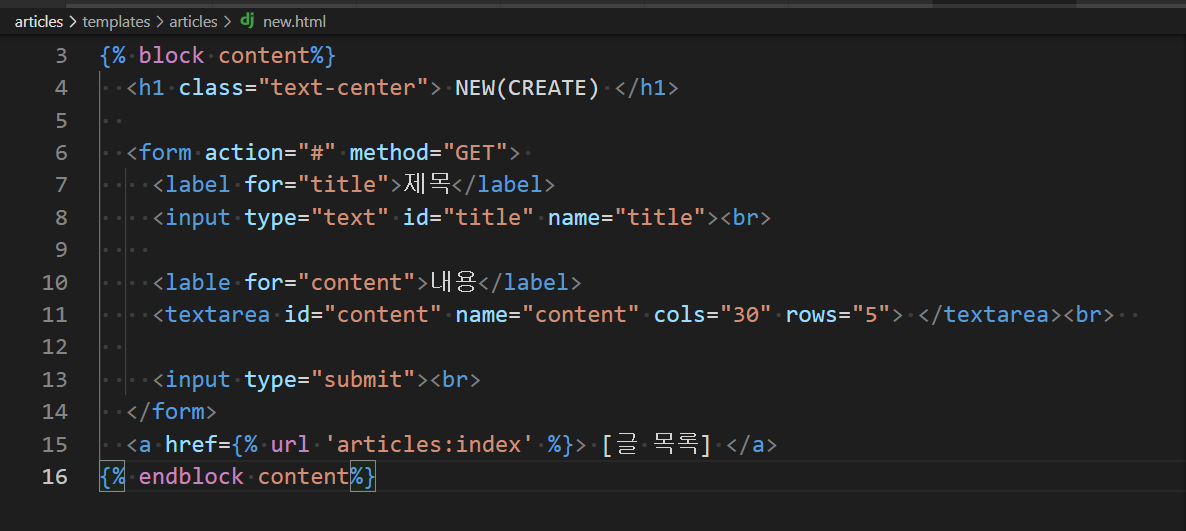 articles > templates > articles > dj new.html
3 {% block content%}
4 <h1 class="text-center"> NEW(CREATE) </h1>
5
6 <form action="#" method="GET">
7 <label for="title">제목</label>
8 <input type="text" id="title" name="title"><br>
9
10 <lable for="content">내용</label>
11 <textarea id="content" name="content" cols="30" rows="5"> </textarea><br>
12
13 <input type="submit"><br>
14 </form>
15 <a href={% url 'articles:index' %}> [글 목록] </a>
16 {% endblock content%}